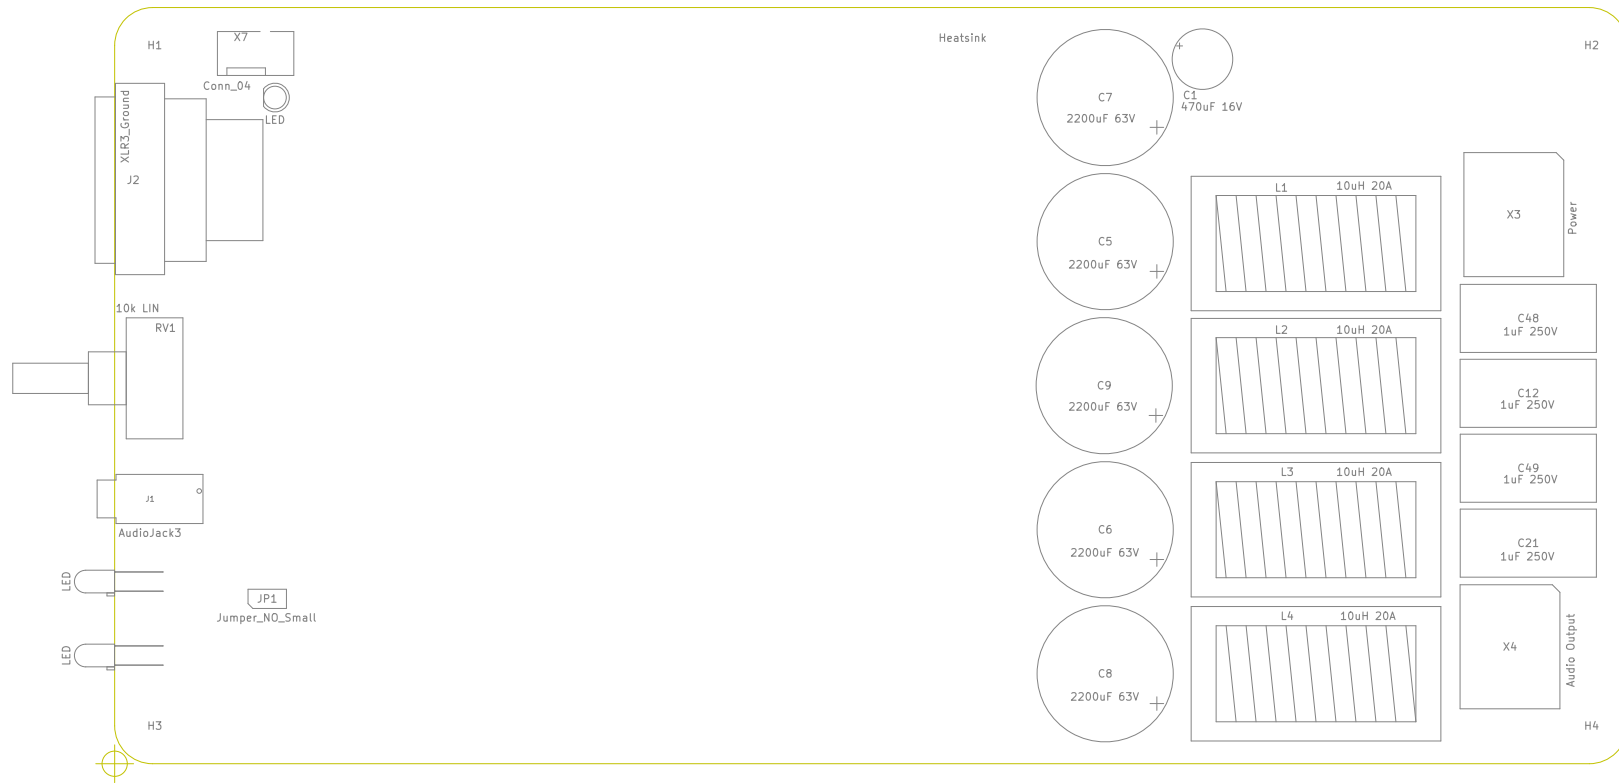 H1
X7
Conn_04
LED
XLR3_Ground
J2
10k LIN
RV1
J1
AudioJack3
LED
JP1
Jumper_NO_Small
LED
H3
Heatsink
C7
2200uF 63V
C1
470uF 16V
C5
2200uF 63V
C9
2200uF 63V
C6
2200uF 63V
C8
2200uF 63V
L1 10uH 20A
L2 10uH 20A
L3 10uH 20A
L4 10uH 20A
H2
X3
Power
C48
1uF 250V
C12
1uF 250V
C49
1uF 250V
C21
1uF 250V
X4
Audio Output
H4